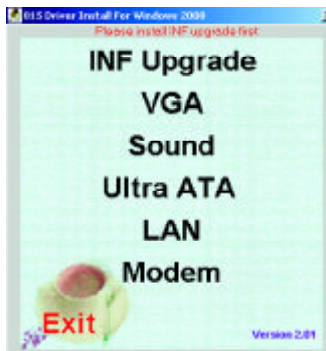 815 Driver Install For Windows 2000
Please install INF upgrade first
INF Upgrade
VGA
Sound
Ultra ATA
LAN
Modem
Exit
Version 2.01